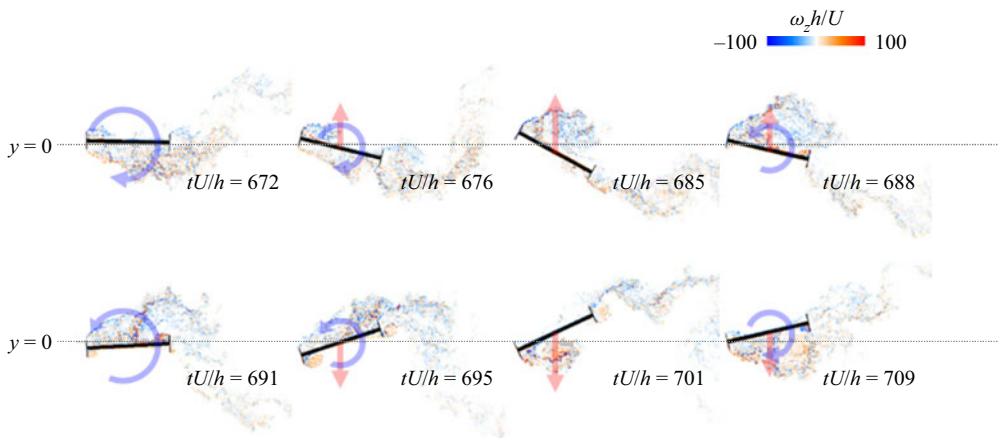 ω_z h/U
–100 100
y = 0
tU/h = 672 tU/h = 676 tU/h = 685 tU/h = 688
y = 0
tU/h = 691 tU/h = 695 tU/h = 701 tU/h = 709